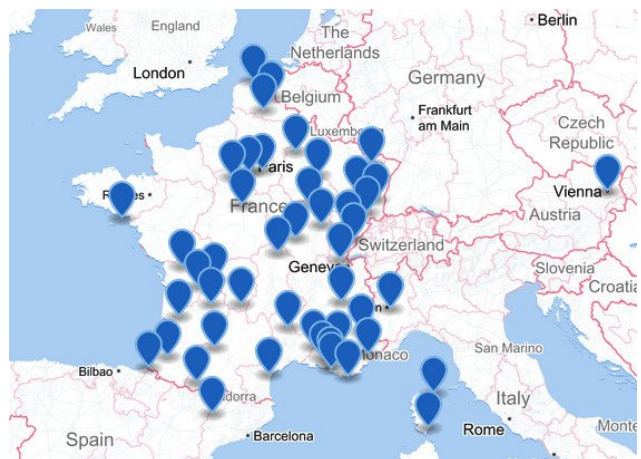 Wales
England
Berlin
The
Netherlands
London
Germany
Belgium
Frankfurt
am Main
Luxembourg
Czech
Republic
Paris
Vienna
France
Austria
Switzerland
Geneva
Slovenia
Croatia
Monaco
San Marino
Bilbao
Andorra
Italy
Rome
Monte
Spain
Barcelona